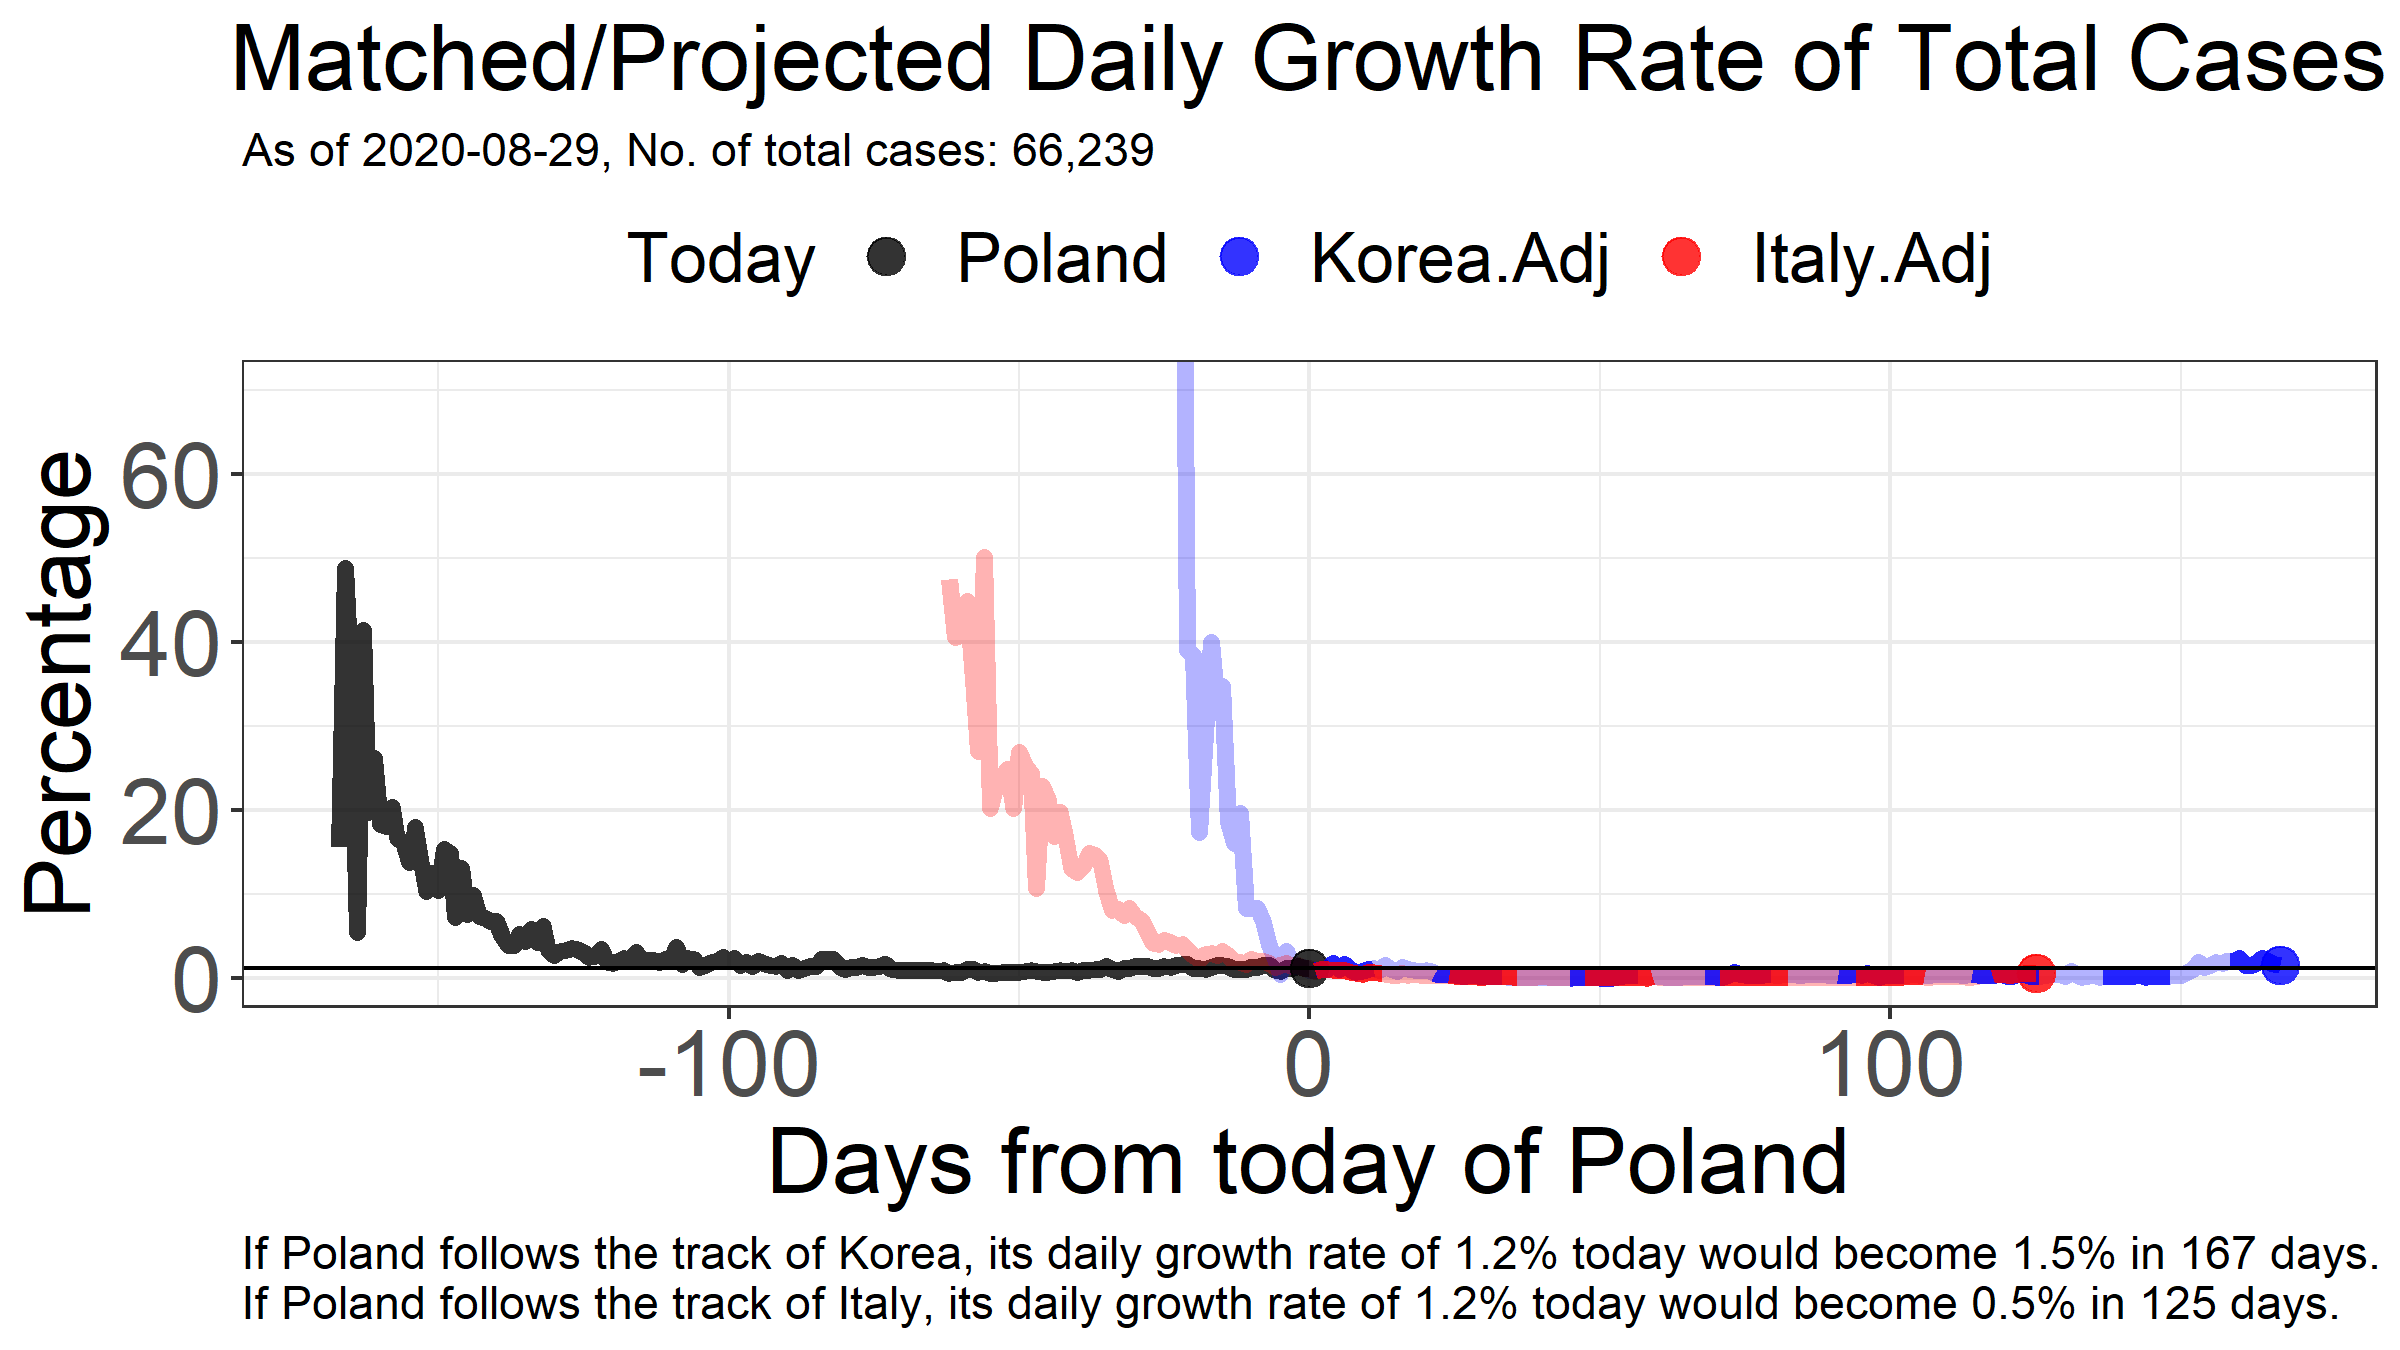 Matched/Projected Daily Growth Rate of Total Cases
As of 2020-08-29, No. of total cases: 66,239
Today Poland Korea.Adj Italy.Adj
Percentage
60
40
20
0
-100 0 100
Days from today of Poland
If Poland follows the track of Korea, its daily growth rate of 1.2% today would become 1.5% in 167 days.
If Poland follows the track of Italy, its daily growth rate of 1.2% today would become 0.5% in 125 days.